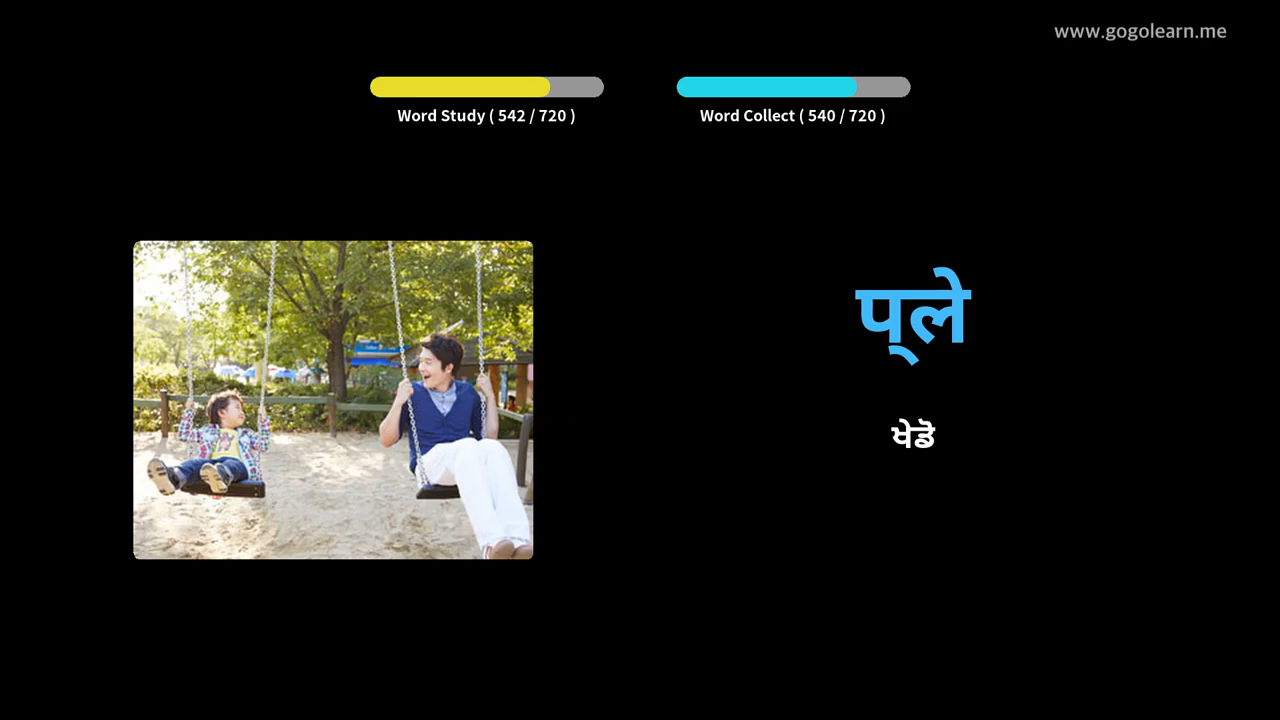 www.gogolearn.me
Word Study ( 542 / 720 )
Word Collect ( 540 / 720 )
प्‌ले
खेडॊ